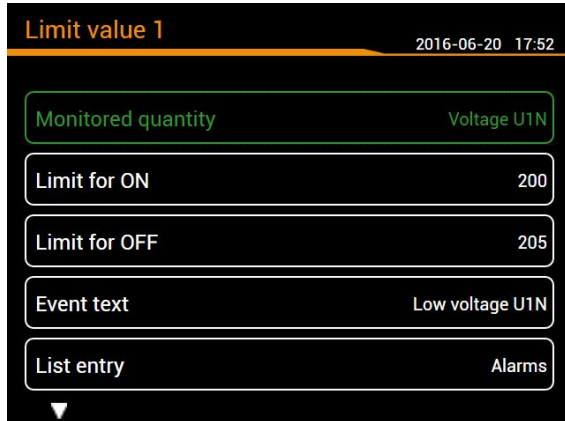 Limit value 1
2016-06-20 17:52
Monitored quantity Voltage U1N
Limit for ON 200
Limit for OFF 205
Event text Low voltage U1N
List entry Alarms